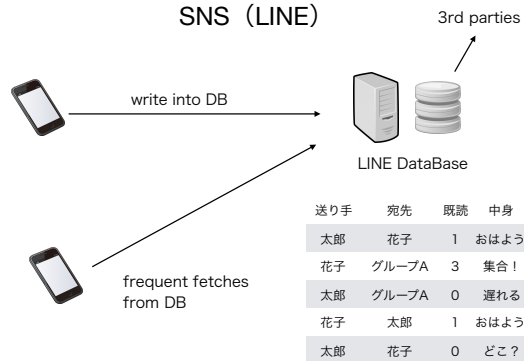 SNS（LINE）
3rd parties
write into DB
LINE DataBase
frequent fetches
from DB
送り手 宛先 既読 中身
太郎 花子 1 おはよう
花子 グループA 3 集合！
太郎 グループA 0 遅れる
花子 太郎 1 おはよう
太郎 花子 0 どこ？